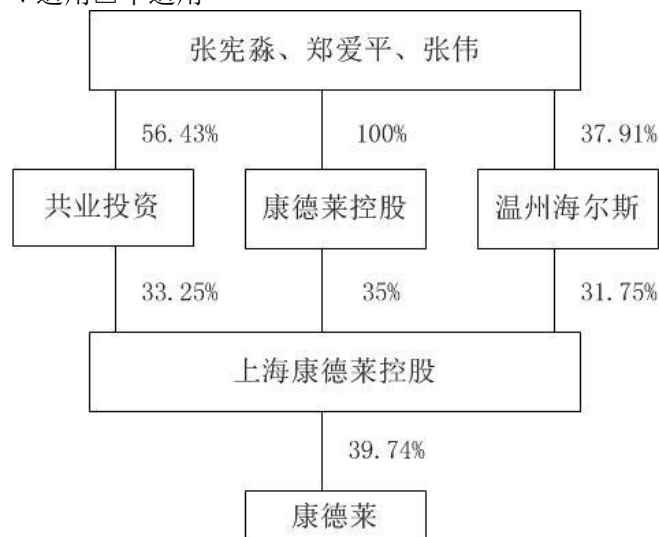 张宪淼、郑爱平、张伟
56.43% 100% 37.91%
共业投资 康德莱控股 温州海尔斯
33.25% 35% 31.75%
上海康德莱控股
39.74%
康德莱